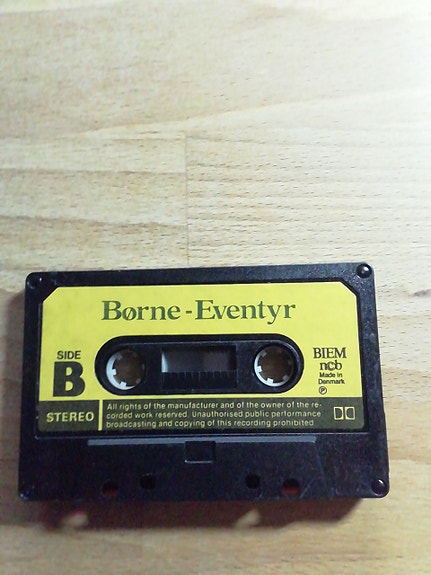 Børne-Eventyr
SIDE
B
BIEM
ncb
Made in
Denmark
℗
STEREO
All rights of the manufacturer and of the owner of the re-
corded work reserved. Unauthorised public performance
broadcasting and copying of this recording prohibited